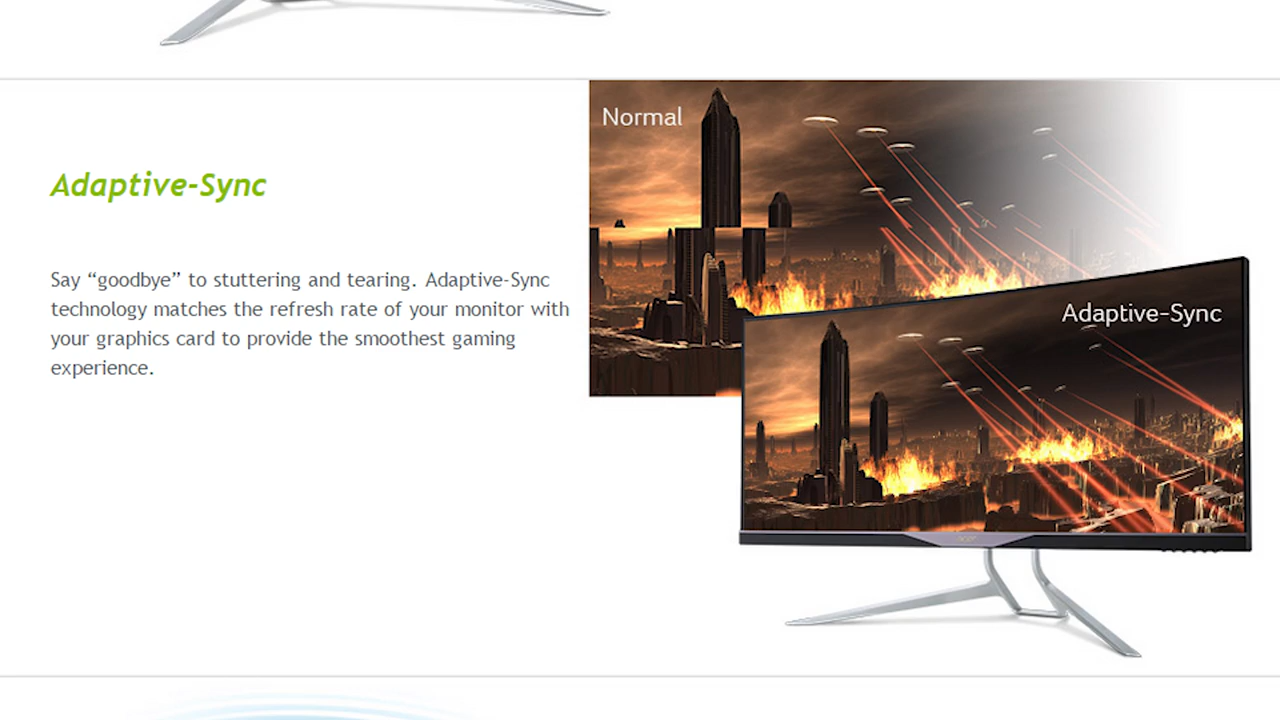 Normal
Adaptive-Sync
Say “goodbye” to stuttering and tearing. Adaptive-Sync
technology matches the refresh rate of your monitor with
your graphics card to provide the smoothest gaming
experience.
Adaptive-Sync
acer